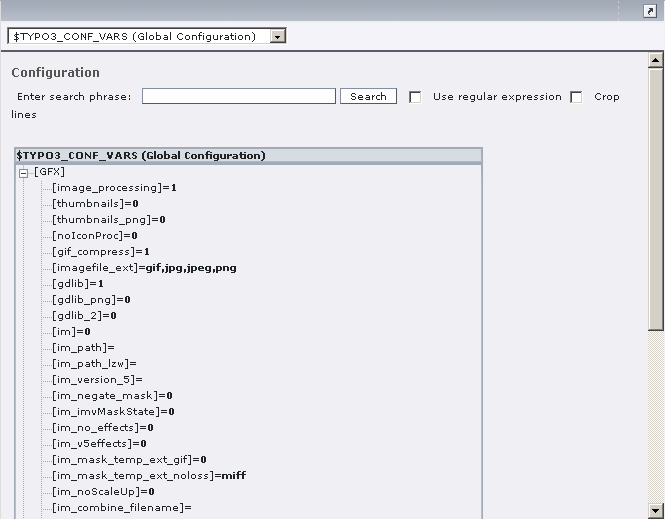 $TYPO3_CONF_VARS (Global Configuration)
Configuration
Enter search phrase: Search Use regular expression Crop
lines
$TYPO3_CONF_VARS (Global Configuration)
[GFX]
[image_processing]=1
[thumbnails]=0
[thumbnails_png]=0
[noIconProc]=0
[gif_compress]=1
[imagefile_ext]=gif,jpg,jpeg,png
[gdlib]=1
[gdlib_png]=0
[gdlib_2]=0
[im]=0
[im_path]=
[im_path_lzw]=
[im_version_5]=
[im_negate_mask]=0
[im_imvMaskState]=0
[im_no_effects]=0
[im_v5effects]=0
[im_mask_temp_ext_gif]=0
[im_mask_temp_ext_noloss]=miff
[im_noScaleUp]=0
[im_combine_filename]=